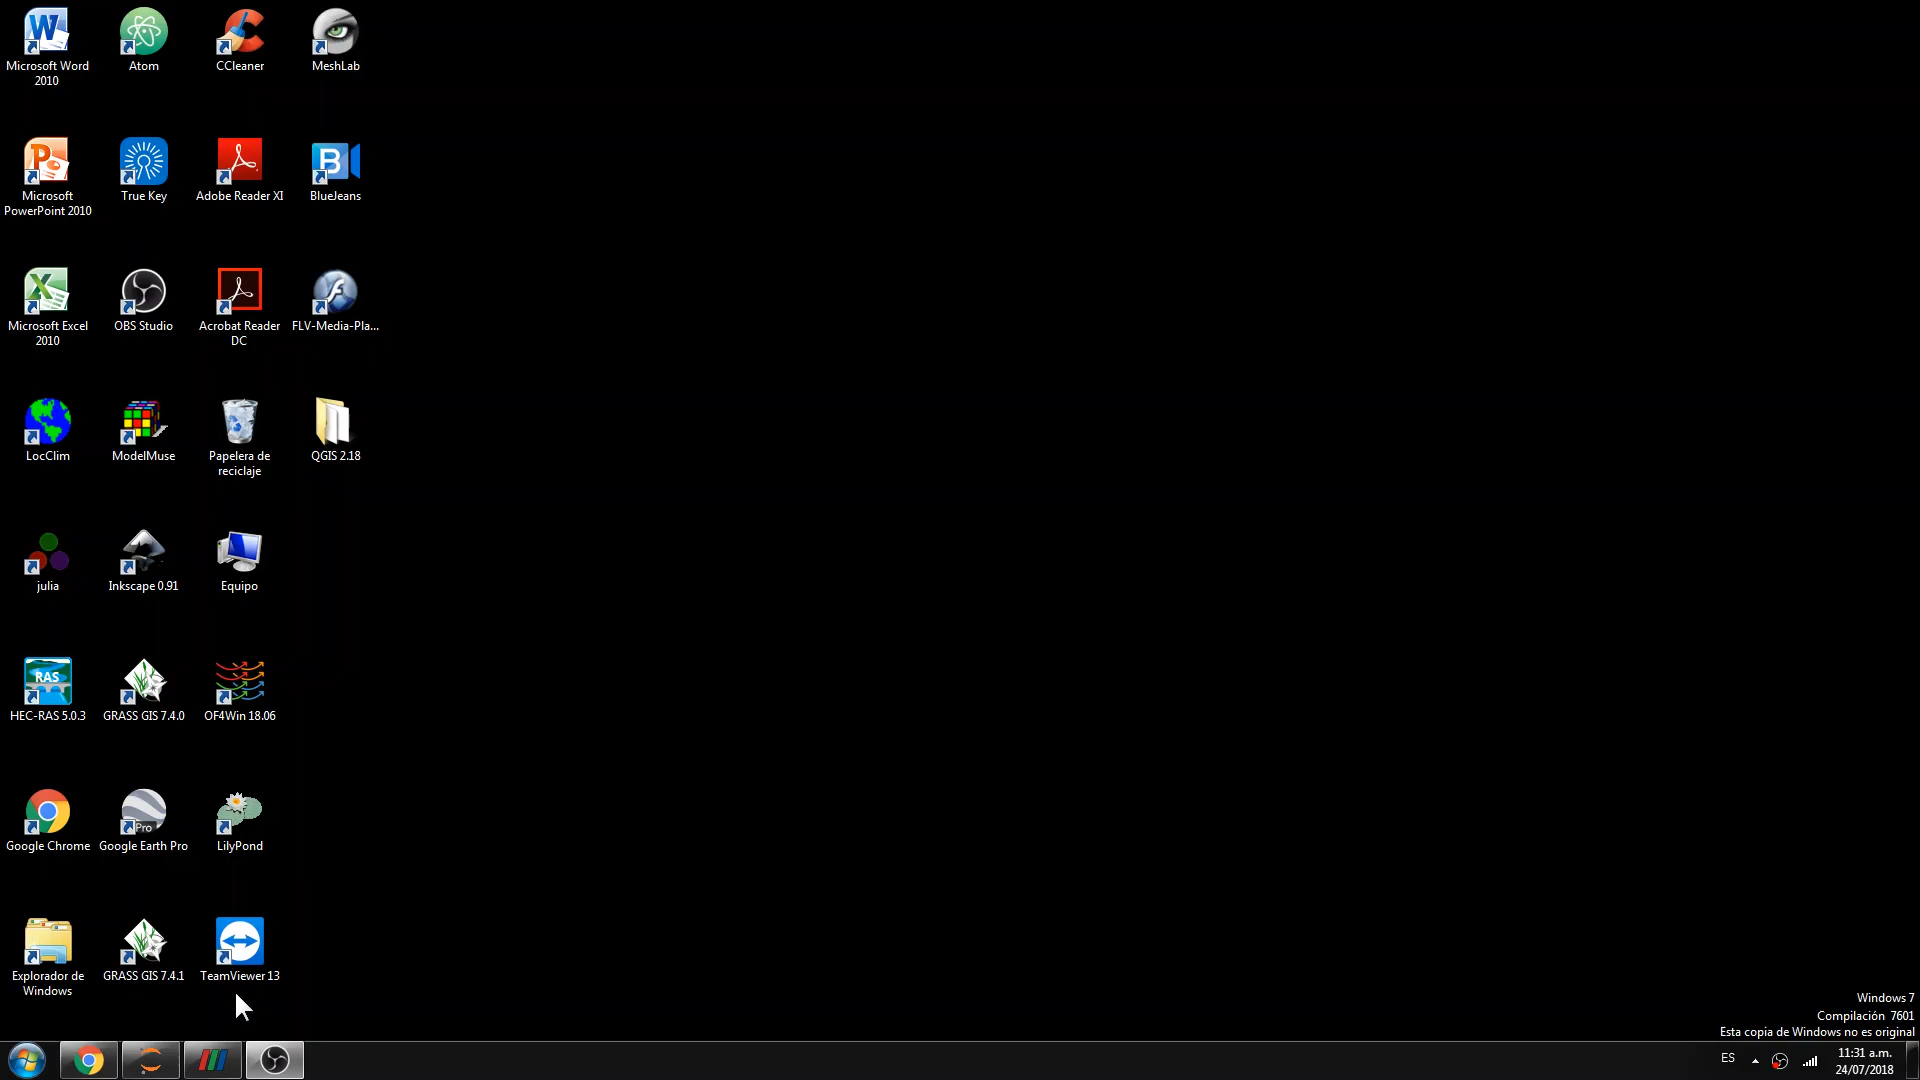 Microsoft Word
2010
Atom
CCleaner
MeshLab
Microsoft
PowerPoint 2010
True Key
Adobe Reader XI
B
BlueJeans
Microsoft Excel
2010
OBS Studio
Acrobat Reader
DC
FLV-Media-Pla...
LocClim
ModelMuse
Papelera de
reciclaje
QGIS 2.18
julia
Inkscape 0.91
Equipo
RAS
HEC-RAS 5.0.3
GRASS GIS 7.4.0
OF4Win 18.06
Google Chrome
Pro
Google Earth Pro
LilyPond
Explorador de
Windows
GRASS GIS 7.4.1
TeamViewer 13
Windows 7
Compilación 7601
Esta copia de Windows no es original
ES
11:31 a.m.
24/07/2018